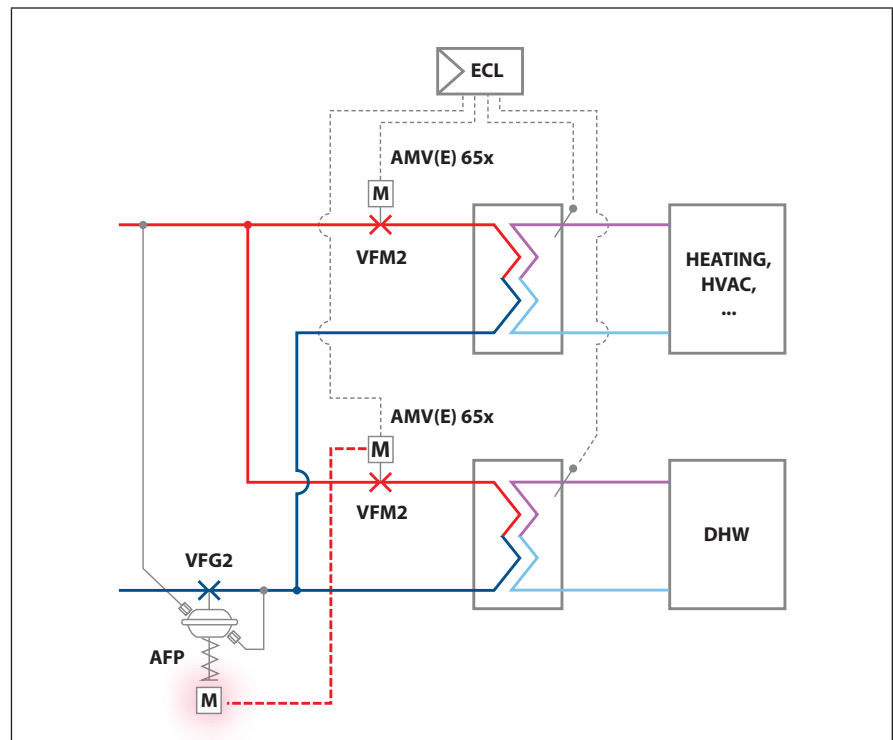 ECL
AMV(E) 65x
M
VFM2
HEATING,
HVAC,
...
AMV(E) 65x
M
VFM2
DHW
VFG2
AFP
M